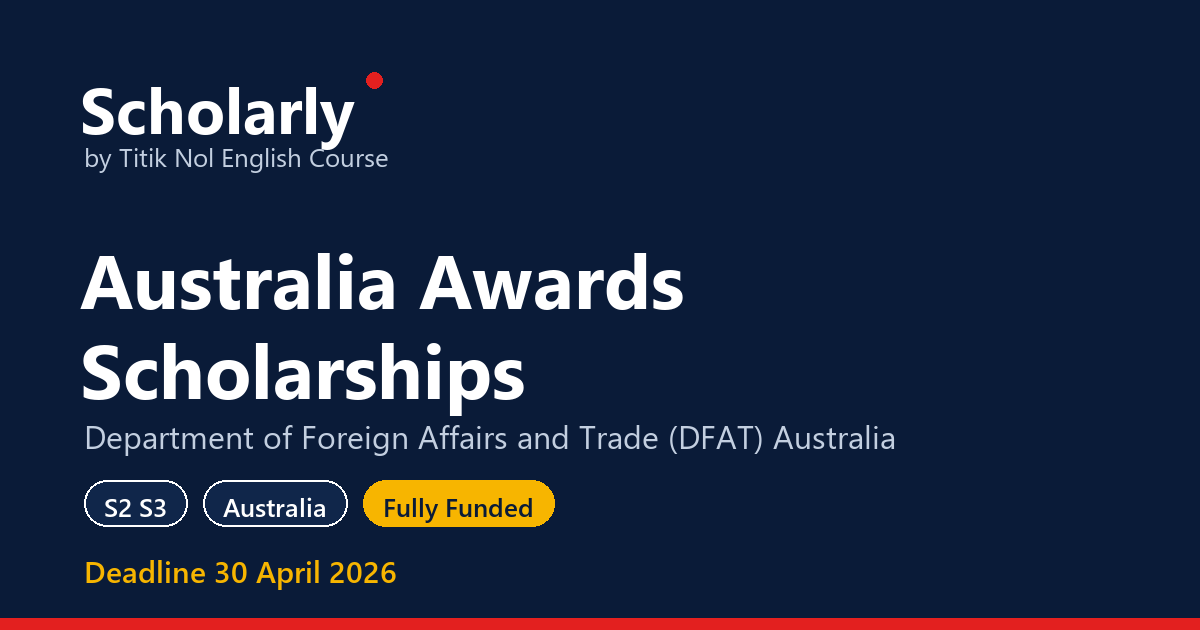 Scholarly
by Titik Nol English Course
Australia Awards
Scholarships
Department of Foreign Affairs and Trade (DFAT) Australia
S2 S3
Australia
Fully Funded
Deadline 30 April 2026